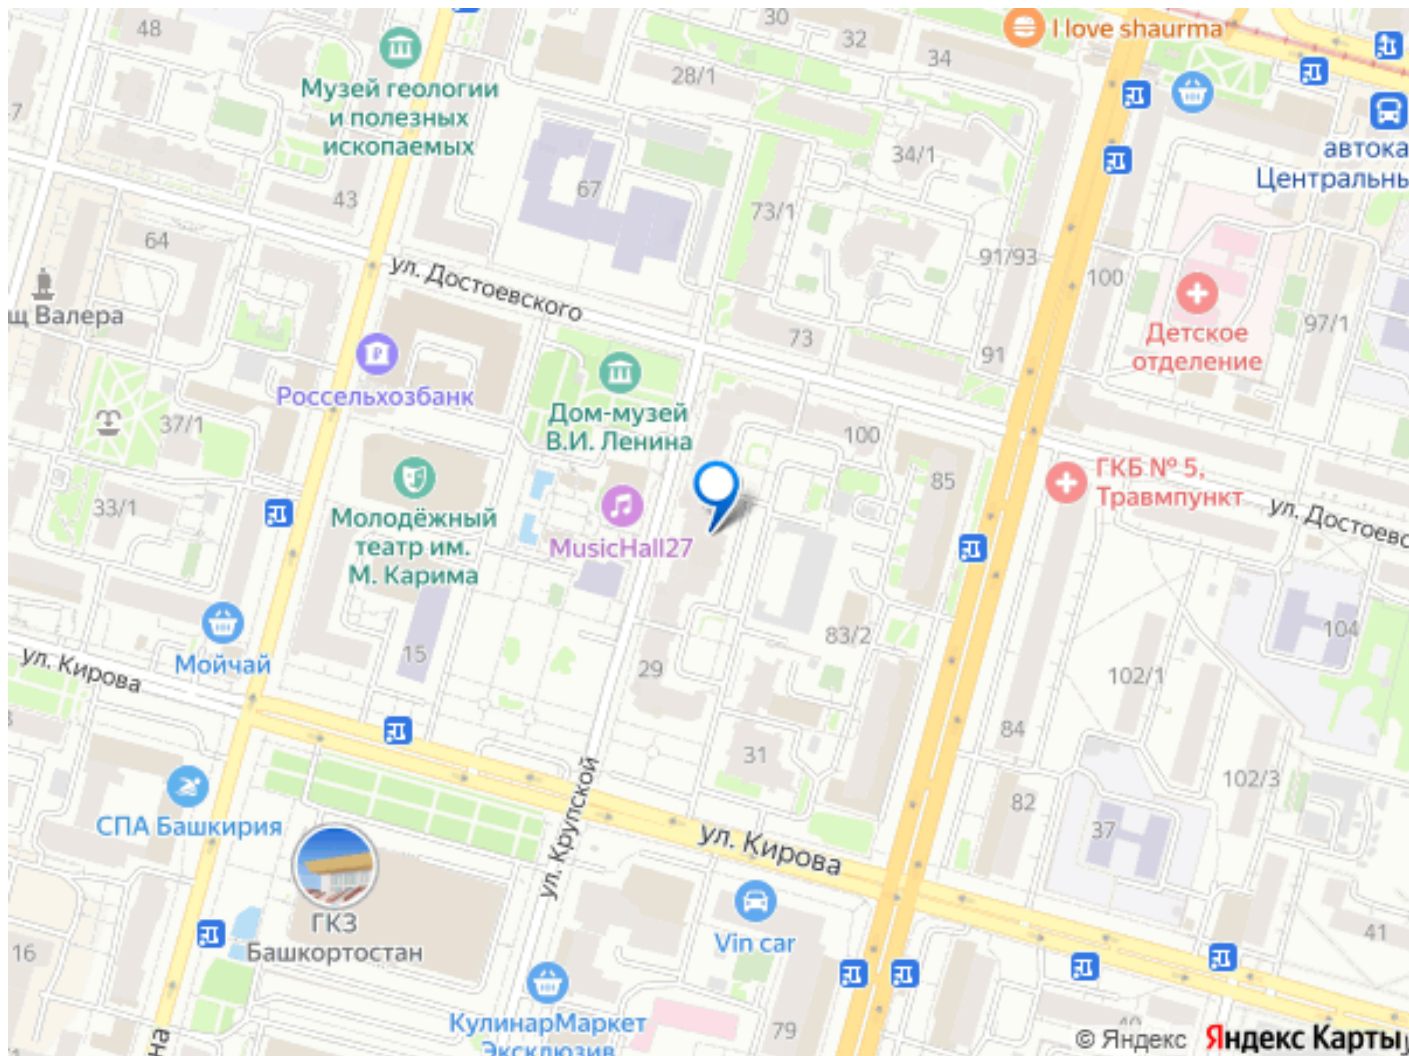 48
30
32
34
I love shaurma
28/1
Музей геологии
и полезных
ископаемых
7
34/1
автока
Центральнь
67
43
73/1
64
91/93
100
ул. Достоевского
щ Валера
97/1
73
Детское
отделение
91
Россельхозбанк
Дом-музей
В.И. Ленина
37/1
100
ГКБ № 5,
Травмпункт
85
33/1
Молодёжный
театр им.
М. Карима
MusicHall27
ул. Достоевс
83/2
104
15
Мойчай
ул. Кирова
29
102/1
84
31
102/3
82
37
СПА Башкирия
ул. Крупской
ул. Кирова
ГКЗ
Башкортостан
Vin car
41
16
КулинарМаркет
Эксклюзив
79
на
© Яндекс Яндекс Карты